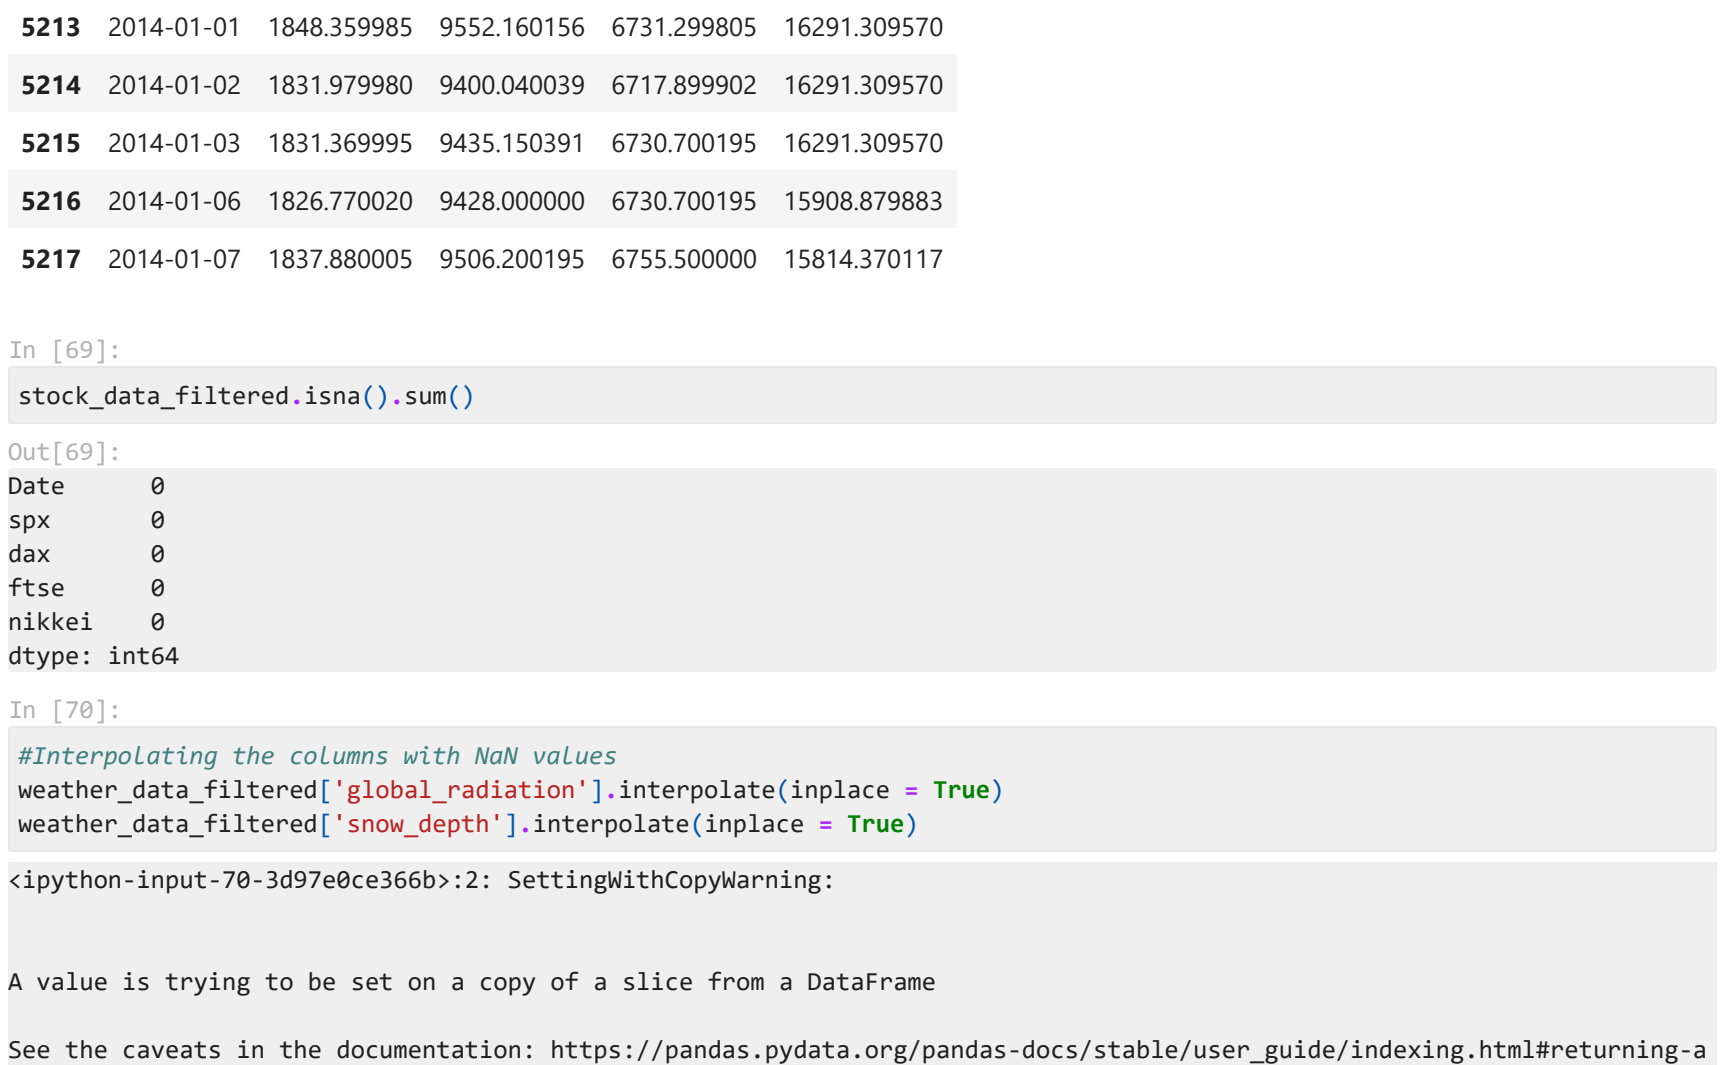 5213 2014-01-01 1848.359985 9552.160156 6731.299805 16291.309570
5214 2014-01-02 1831.979980 9400.040039 6717.899902 16291.309570
5215 2014-01-03 1831.369995 9435.150391 6730.700195 16291.309570
5216 2014-01-06 1826.770020 9428.000000 6730.700195 15908.879883
5217 2014-01-07 1837.880005 9506.200195 6755.500000 15814.370117
In [69]:
stock_data_filtered.isna().sum()
Out[69]:
Date 0
spx 0
dax 0
ftse 0
nikkei 0
dtype: int64
In [70]:
#Interpolating the columns with NaN values
weather_data_filtered['global_radiation'].interpolate(inplace = True)
weather_data_filtered['snow_depth'].interpolate(inplace = True)
<ipython-input-70-3d97e0ce366b>:2: SettingWithCopyWarning:
A value is trying to be set on a copy of a slice from a DataFrame
See the caveats in the documentation: https://pandas.pydata.org/pandas-docs/stable/user_guide/indexing.html#returning-a